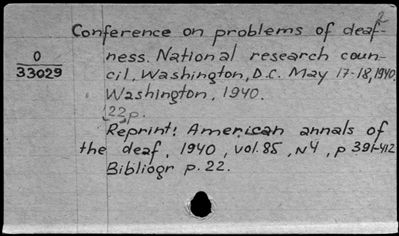 Conference on problems of deaf-
0
33029
ness. National research coun-
cil, Washington, D.C. May 17-18, 1940.
Washington, 1940.
22p.
Reprint: American annals of
the deaf, 1940, vol. 85, N4, p 391-412
Bibliogr p. 22.